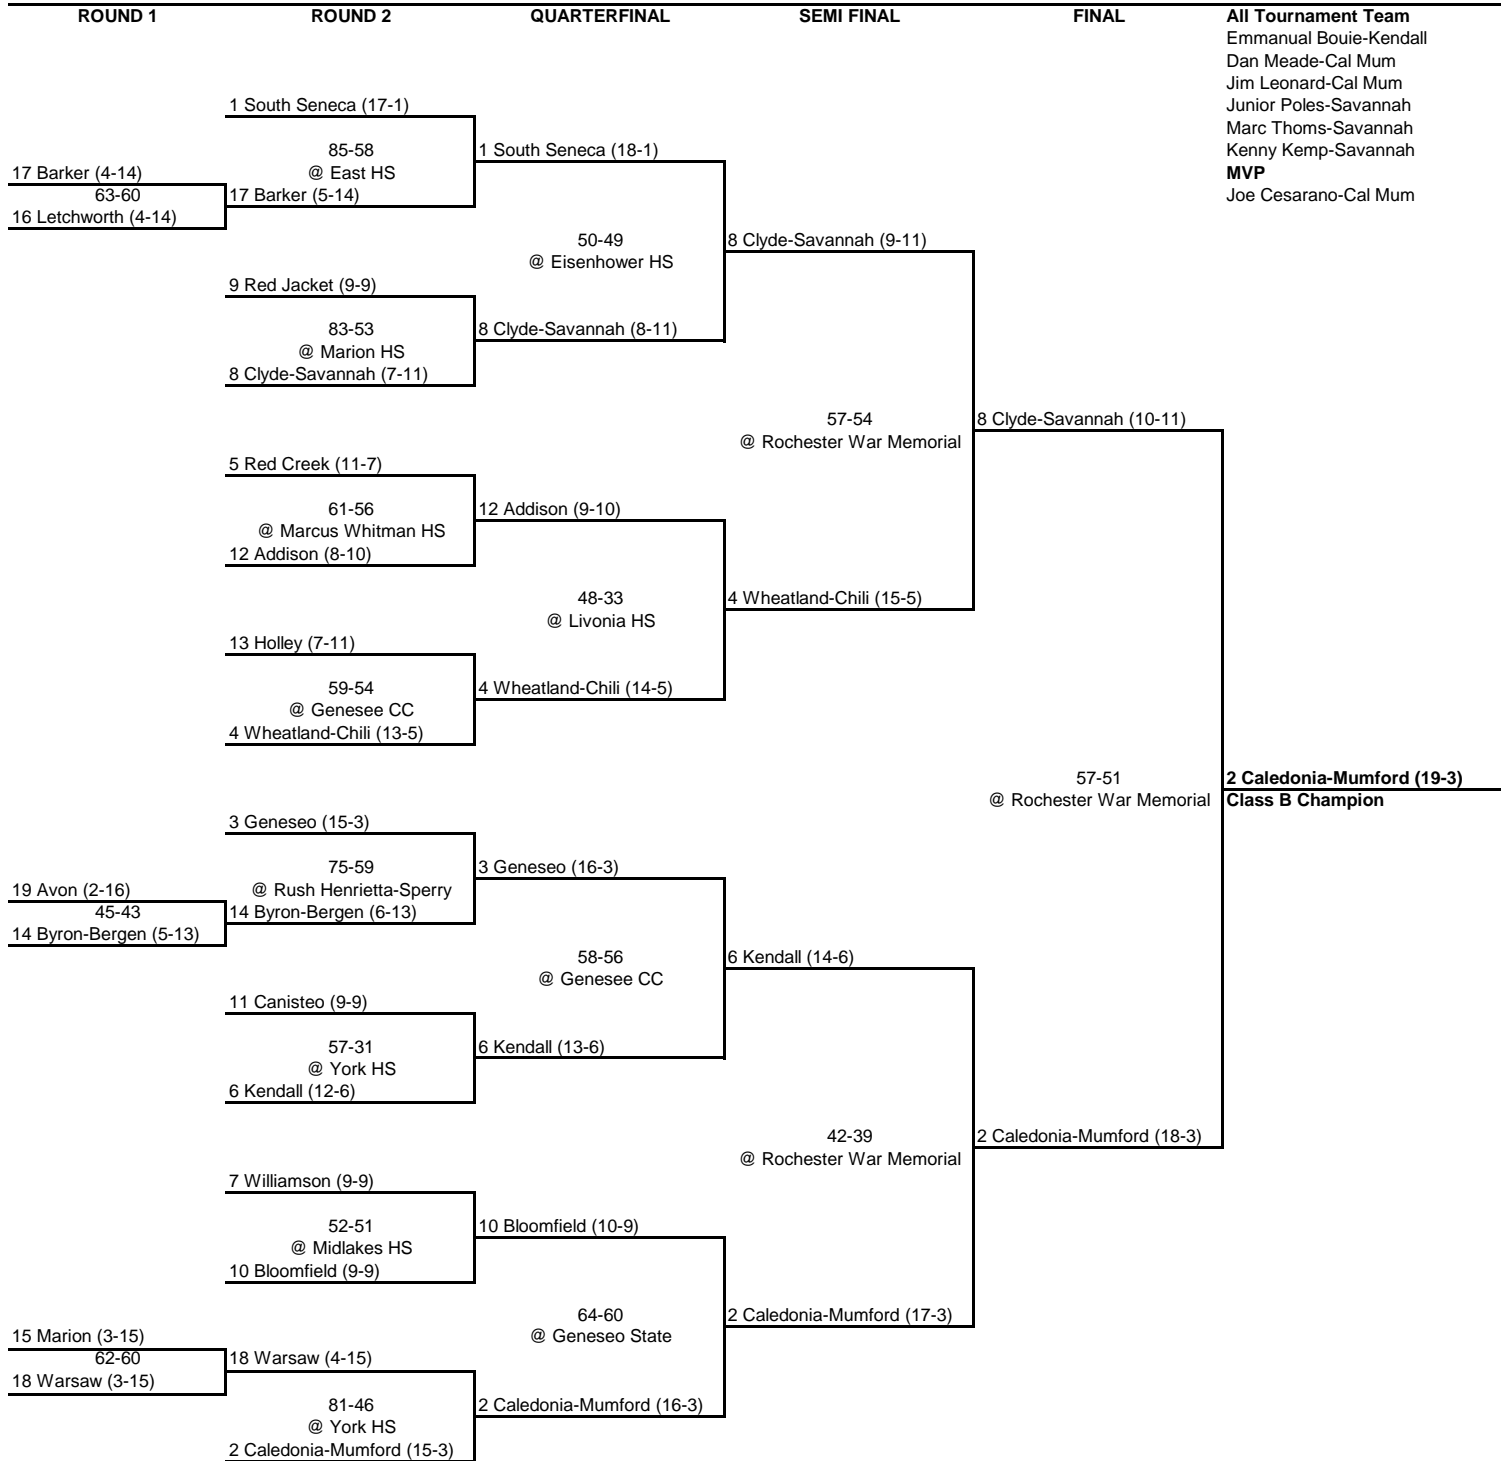 ROUND 1 ROUND 2 QUARTERFINAL SEMI FINAL FINAL All Tournament Team
Emmanual Bouie-Kendall
Dan Meade-Cal Mum
Jim Leonard-Cal Mum
1 South Seneca (17-1) Junior Poles-Savannah
Marc Thoms-Savannah
85-58 1 South Seneca (18-1) Kenny Kemp-Savannah
17 Barker (4-14) @ East HS MVP
63-60 17 Barker (5-14) Joe Cesarano-Cal Mum
16 Letchworth (4-14)
50-49 8 Clyde-Savannah (9-11)
@ Eisenhower HS
9 Red Jacket (9-9)
83-53 8 Clyde-Savannah (8-11)
@ Marion HS
8 Clyde-Savannah (7-11)
57-54 8 Clyde-Savannah (10-11)
@ Rochester War Memorial
5 Red Creek (11-7)
61-56 12 Addison (9-10)
@ Marcus Whitman HS
12 Addison (8-10)
48-33 4 Wheatland-Chili (15-5)
@ Livonia HS
13 Holley (7-11)
59-54 4 Wheatland-Chili (14-5)
@ Genesee CC
4 Wheatland-Chili (13-5)
57-51 2 Caledonia-Mumford (19-3)
@ Rochester War Memorial Class B Champion
3 Geneseo (15-3)
75-59 3 Geneseo (16-3)
19 Avon (2-16) @ Rush Henrietta-Sperry
45-43 14 Byron-Bergen (6-13)
14 Byron-Bergen (5-13)
58-56 6 Kendall (14-6)
@ Genesee CC
11 Canisteo (9-9)
57-31 6 Kendall (13-6)
@ York HS
6 Kendall (12-6)
42-39 2 Caledonia-Mumford (18-3)
@ Rochester War Memorial
7 Williamson (9-9)
52-51 10 Bloomfield (10-9)
@ Midlakes HS
10 Bloomfield (9-9)
64-60 2 Caledonia-Mumford (17-3)
15 Marion (3-15) @ Geneseo State
62-60 18 Warsaw (4-15)
18 Warsaw (3-15)
81-46 2 Caledonia-Mumford (16-3)
@ York HS
2 Caledonia-Mumford (15-3)